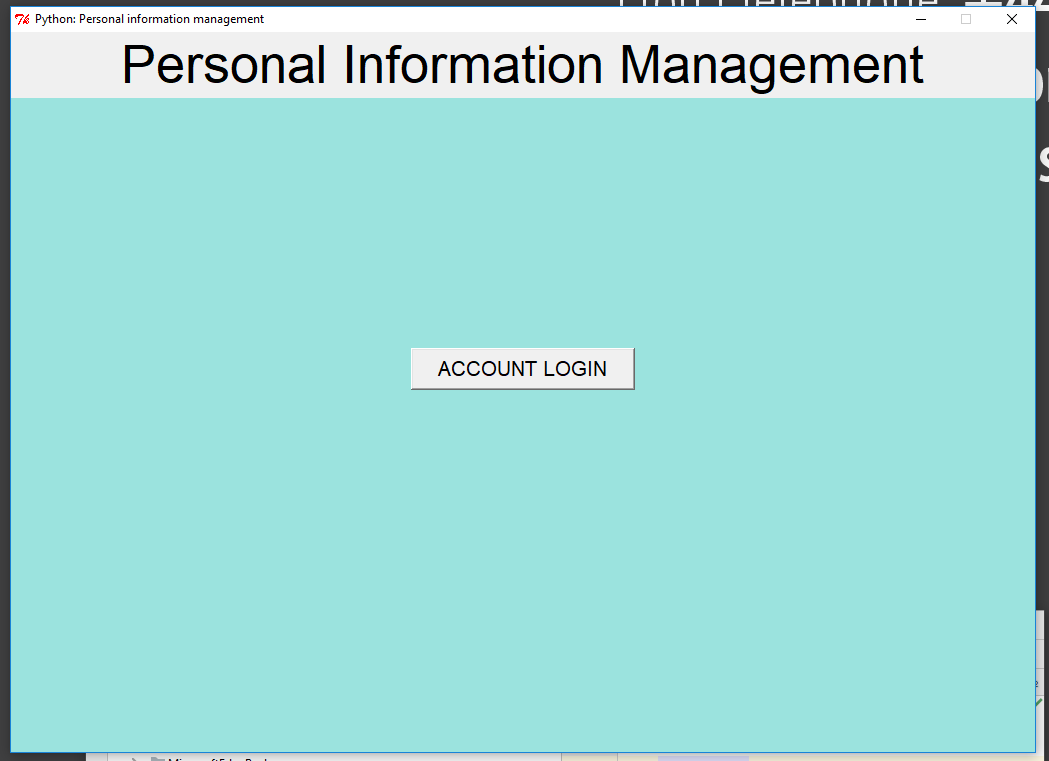 Python: Personal information management
Personal Information Management
ACCOUNT LOGIN